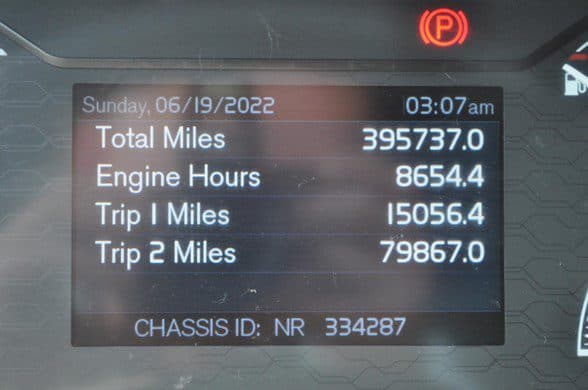 P
Sunday, 06/19/2022 03:07am
Total Miles 395737.0
Engine Hours 8654.4
Trip 1 Miles 15056.4
Trip 2 Miles 79867.0
CHASSIS ID: NR 334287